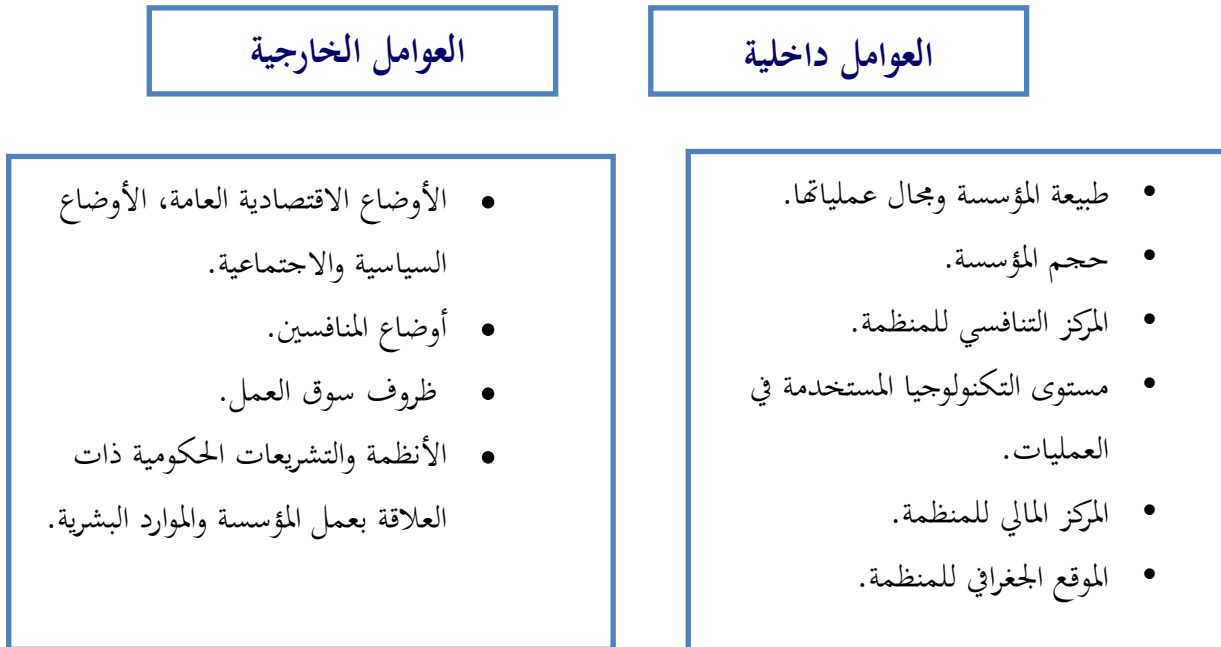 العوامل داخلية
العوامل الخارجية
• طبيعة المؤسسة ومجال عملياتها.
• حجم المؤسسة.
• المركز التنافسي للمنظمة.
• مستوى التكنولوجيا المستخدمة في
العمليات.
• المركز المالي للمنظمة.
• الموقع الجغرافي للمنظمة.
• الأوضاع الاقتصادية العامة، الأوضاع
السياسية والاجتماعية.
• أوضاع المنافسين.
• ظروف سوق العمل.
• الأنظمة والتشريعات الحكومية ذات
العلاقة بعمل المؤسسة والموارد البشرية.